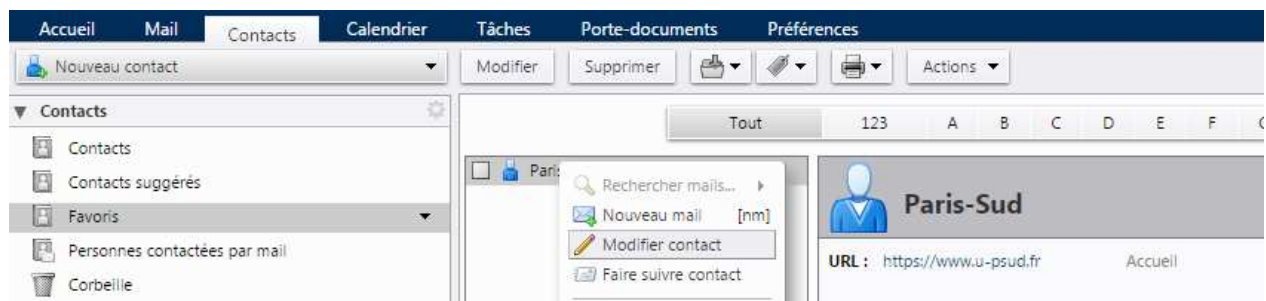 Accueil Mail Contacts Calendrier Tâches Porte-documents Préférences
Nouveau contact Modifier Supprimer Actions
Contacts
Tout 123 A B C D E F
Contacts
Contacts suggérés
Favoris
Personnes contactées par mail
Corbeille
Paris
Rechercher mails...
Nouveau mail [nm]
Modifier contact
Faire suivre contact
Paris-Sud
URL : https://www.u-psud.fr Accueil